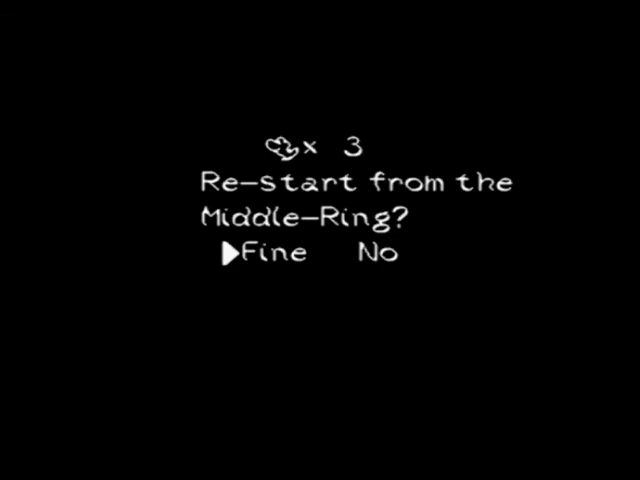 x 3
Re-start from the
Middle-Ring?
Fine No